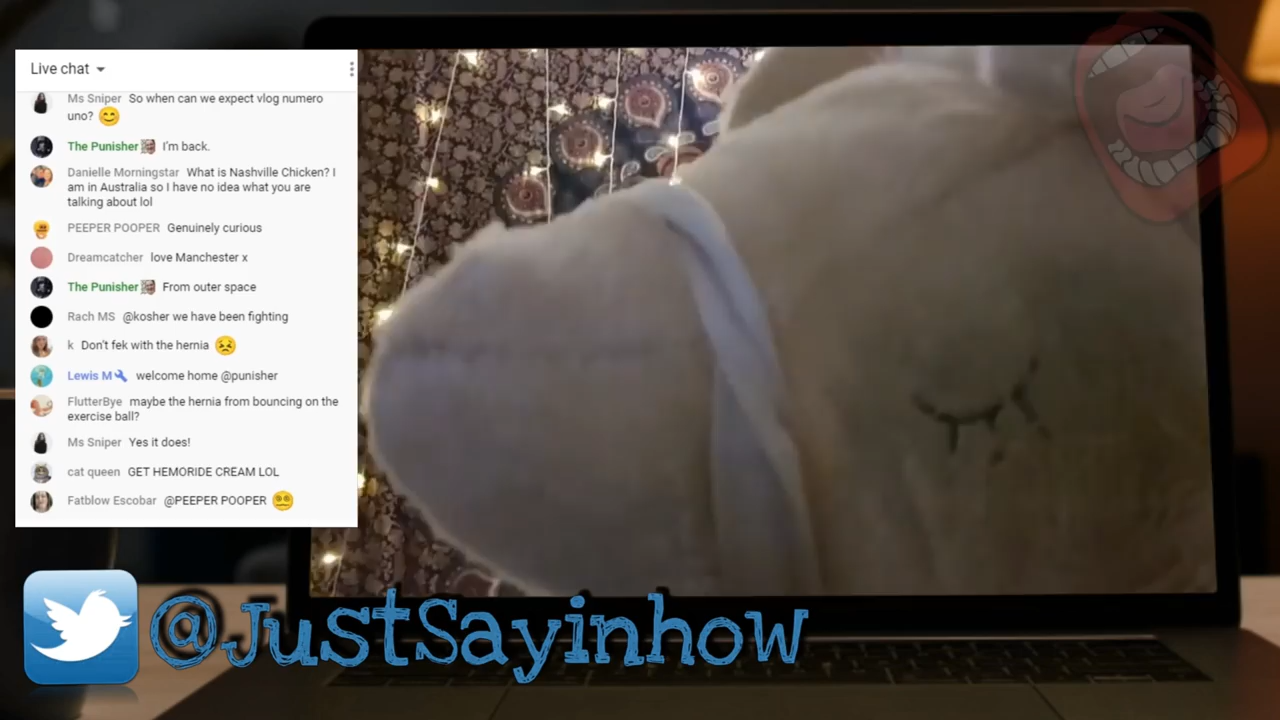 Live chat
Ms Sniper So when can we expect vlog numero
uno? 😊
The Punisher I'm back.
Danielle Morningstar What is Nashville Chicken? I
am in Australia so I have no idea what you are
talking about lol
PEEPER POOPER Genuinely curious
Dreamcatcher love Manchester x
The Punisher From outer space
Rach MS @kosher we have been fighting
k Don't fek with the hernia 😣
Lewis M welcome home @punisher
FlutterBye maybe the hernia from bouncing on the
exercise ball?
Ms Sniper Yes it does!
cat queen GET HEMORIDE CREAM LOL
Fatblow Escobar @PEEPER POOPER 😵‍💫
@JustSayinhow